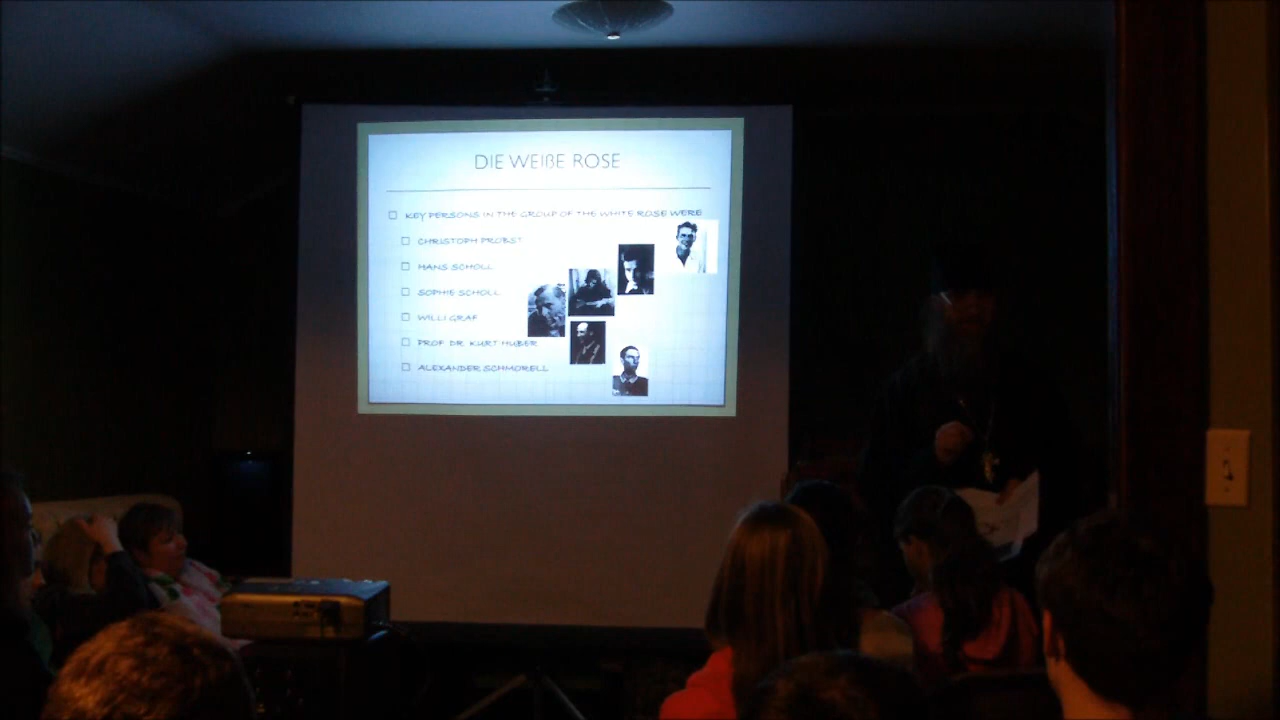 DIE WEIßE ROSE
KEY PERSONS IN THE GROUP OF THE WHITE ROSE WERE
CHRISTOPH PROBST
HANS SCHOLL
SOPHIE SCHOLL
WILLI GRAF
PROF. DR. KURT HUBER
ALEXANDER SCHMORELL